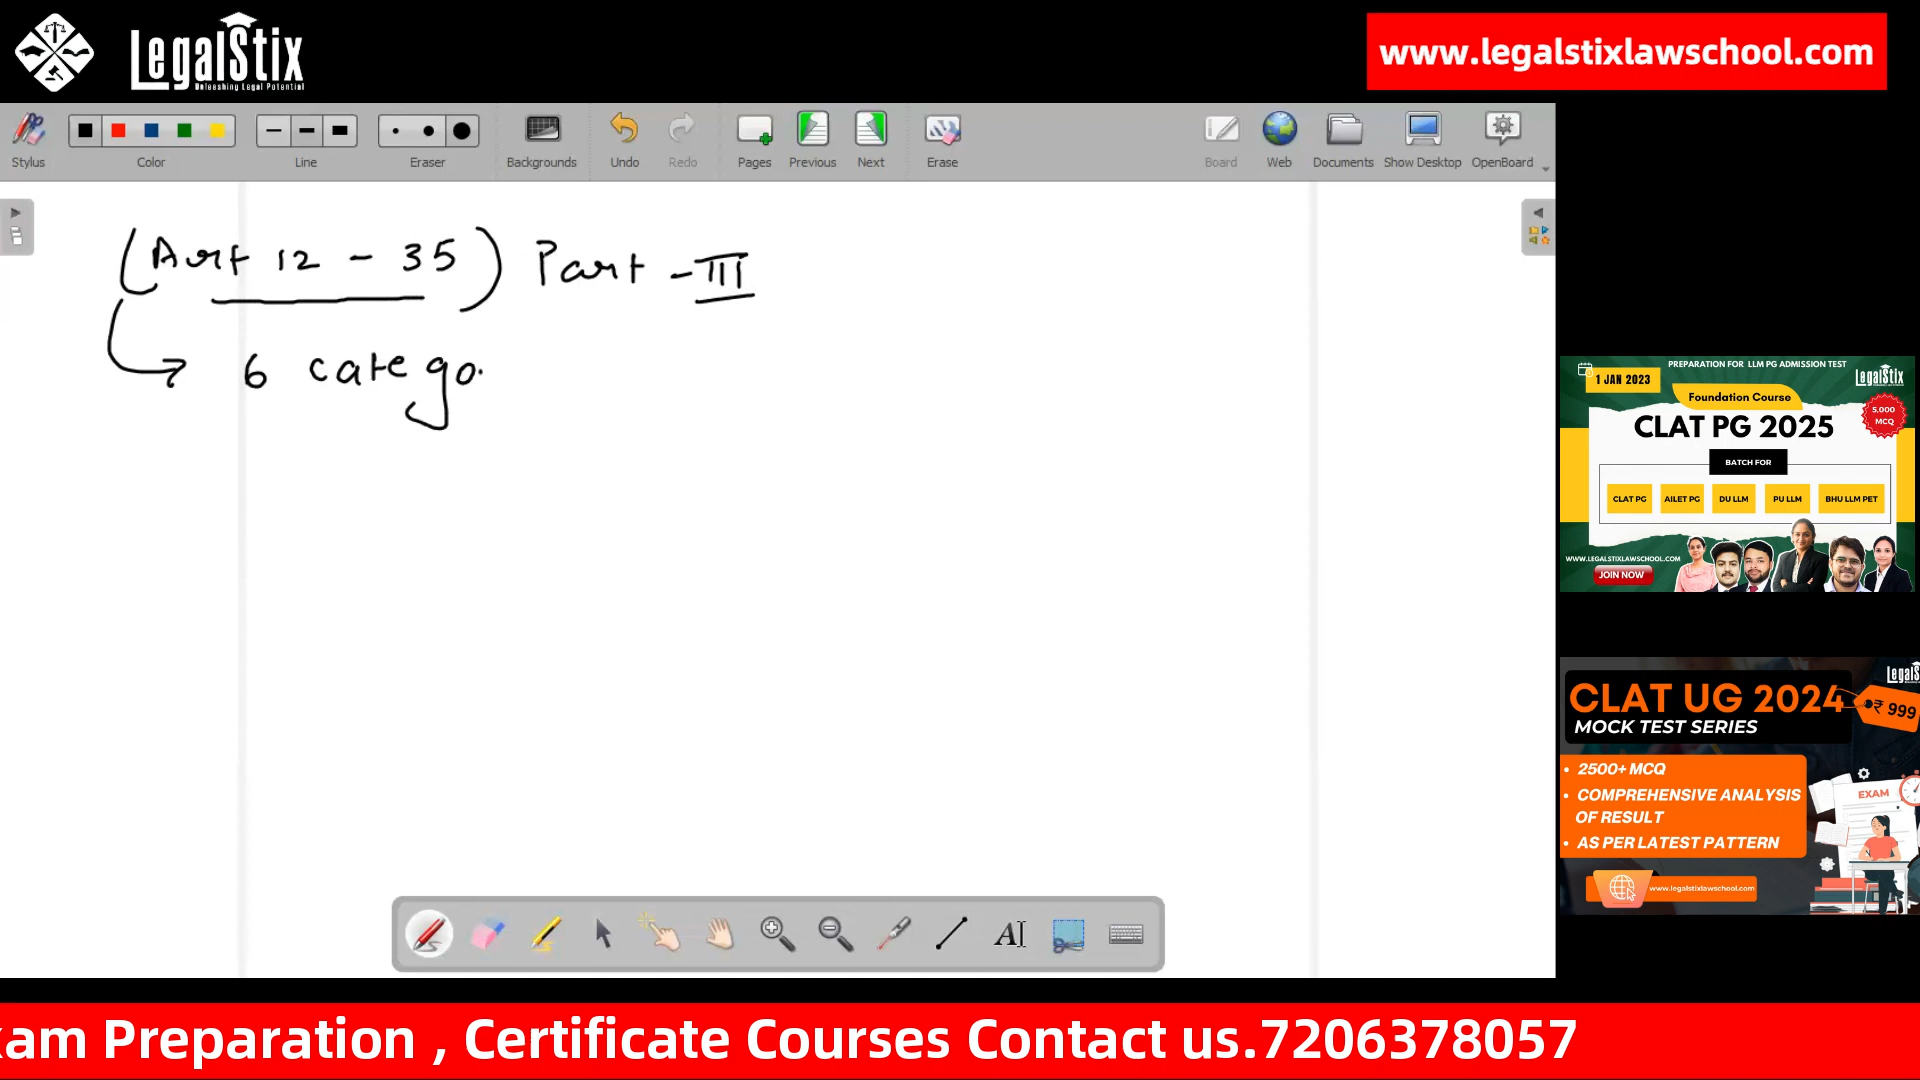 LegalStix
Unleashing Legal Potential
www.legalstixlawschool.com
Stylus
Color
Line
Eraser
Backgrounds
Undo
Redo
Pages
Previous
Next
Erase
Board
Web
Documents
Show Desktop
OpenBoard
(Art 12 - 35) Part - III
→ 6 catego
PREPARATION FOR LLM PG ADMISSION TEST
1 JAN 2023
LegalStix
Foundation Course
CLAT PG 2025
5,000
MCQ
BATCH FOR
CLAT PG
AILET PG
DU LLM
PU LLM
BHU LLM PET
WWW.LEGALSTIXLAWSCHOOL.COM
JOIN NOW
LegalS
CLAT UG 2024
₹ 999
MOCK TEST SERIES
• 2500+ MCQ
• COMPREHENSIVE ANALYSIS
OF RESULT
• AS PER LATEST PATTERN
EXAM
www.legalstixlawschool.com
xam Preparation , Certificate Courses Contact us.7206378057